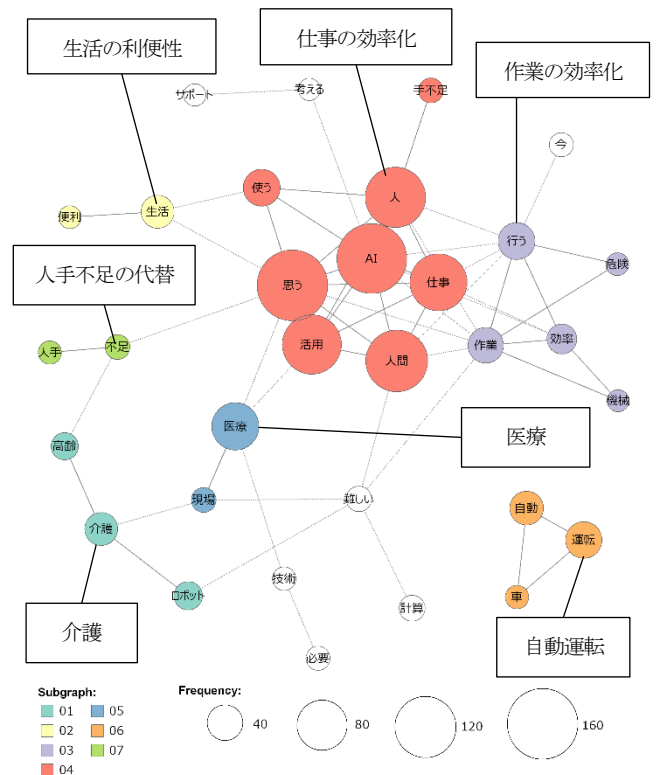 生活の利便性
仕事の効率化
作業の効率化
サポート
考える
手不足
今
使う
人
便利
生活
行う
AI
危険
人手不足の代替
思う
仕事
人手
不足
活用
人間
作業
効率
機械
高齢
医療
医療
現場
難しい
自動
運転
介護
技術
ロボット
計算
車
介護
必要
自動運転
Subgraph:
01
05
02
06
03
07
04
Frequency:
40
80
120
160